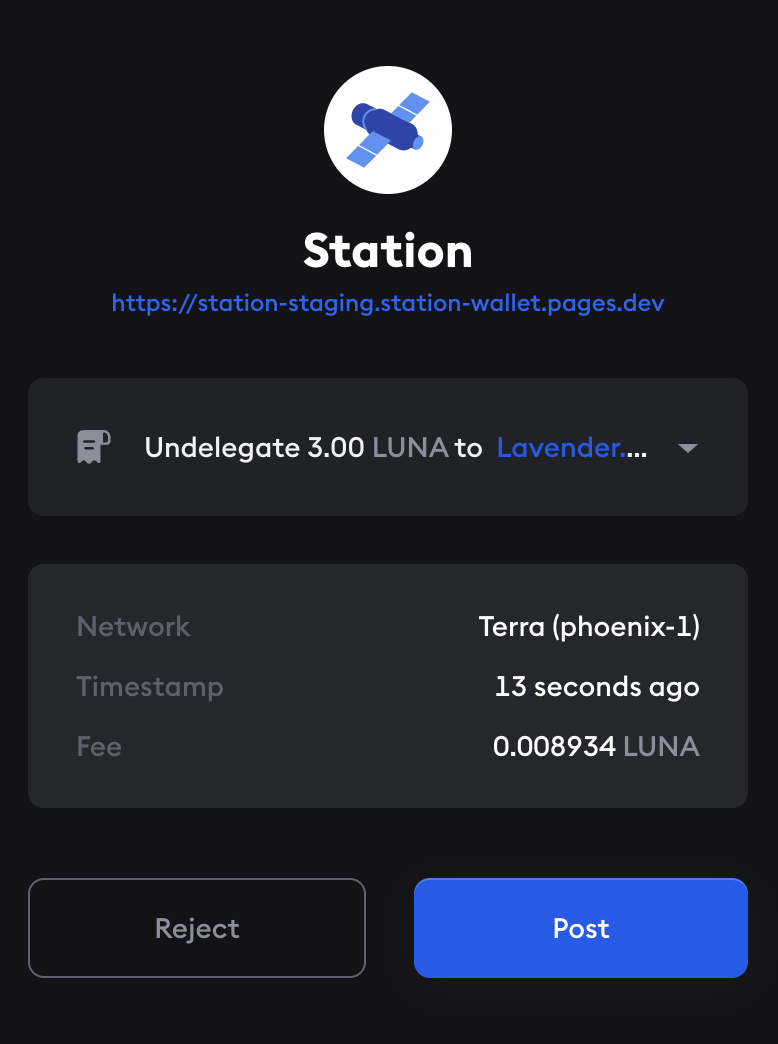 Station
https://station-staging.station-wallet.pages.dev
Undelegate 3.00 LUNA to Lavender....
Network Terra (phoenix-1)
Timestamp 13 seconds ago
Fee 0.008934 LUNA
Reject Post